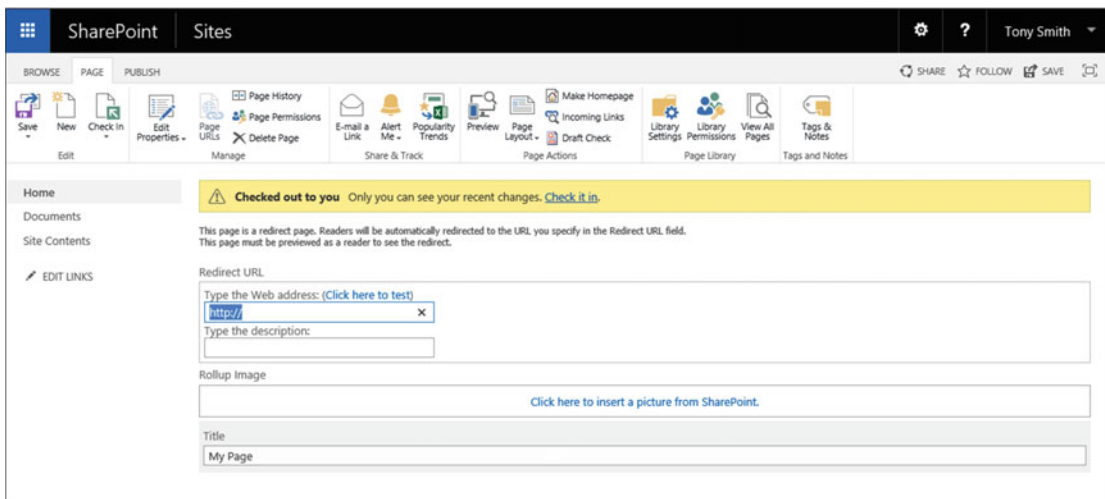 SharePoint Sites ? Tony Smith
BROWSE PAGE PUBLISH SHARE FOLLOW SAVE
Save
New
Check In
Edit
Edit
Properties
Page
URLs
Page History
Page Permissions
Delete Page
Manage
E-mail a
Link
Alert
Me
Popularity
Trends
Share & Track
Preview
Page
Layout
Make Homepage
Incoming Links
Draft Check
Page Actions
Library
Settings
Library
Permissions
View All
Pages
Page Library
Tags &
Notes
Tags and Notes
Home
Documents
Site Contents
EDIT LINKS
Checked out to you Only you can see your recent changes. Check it in.
This page is a redirect page. Readers will be automatically redirected to the URL you specify in the Redirect URL field.
This page must be previewed as a reader to see the redirect.
Redirect URL
Type the Web address: (Click here to test)
http://
Type the description:
Rollup Image
Click here to insert a picture from SharePoint.
Title
My Page